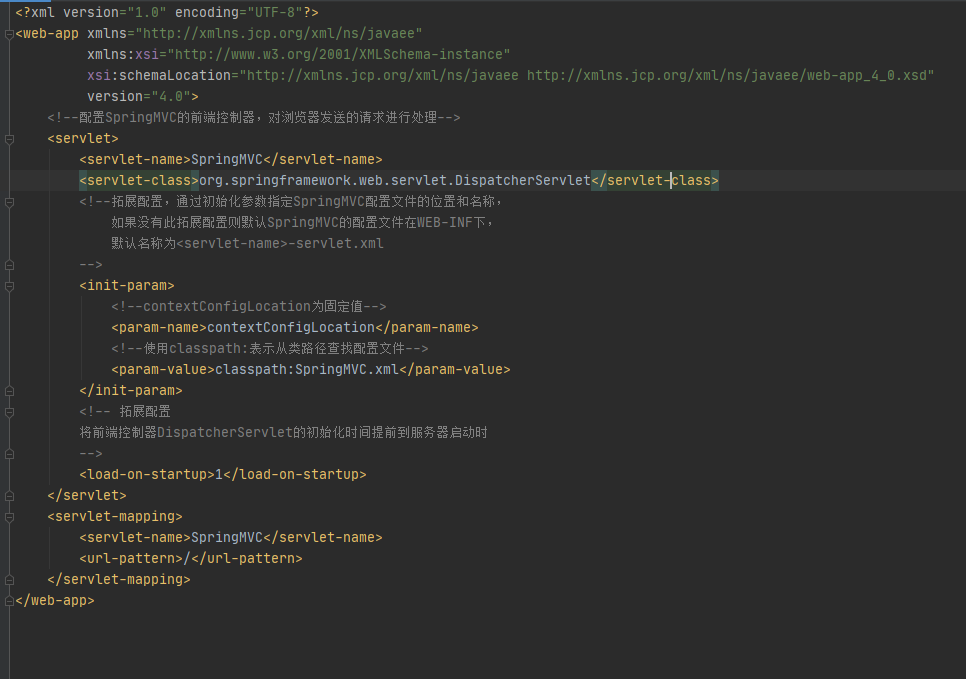 <?xml version="1.0" encoding="UTF-8"?>
<web-app xmlns="http://xmlns.jcp.org/xml/ns/javaee"
         xmlns:xsi="http://www.w3.org/2001/XMLSchema-instance"
         xsi:schemaLocation="http://xmlns.jcp.org/xml/ns/javaee http://xmlns.jcp.org/xml/ns/javaee/web-app_4_0.xsd"
         version="4.0">
    <!--配置SpringMVC的前端控制器，对浏览器发送的请求进行处理-->
    <servlet>
        <servlet-name>SpringMVC</servlet-name>
        <servlet-class>org.springframework.web.servlet.DispatcherServlet</servlet-class>
        <!--拓展配置，通过初始化参数指定SpringMVC配置文件的位置和名称，
            如果没有此拓展配置则默认SpringMVC的配置文件在WEB-INF下，
            默认名称为<servlet-name>-servlet.xml
        -->
        <init-param>
            <!--contextConfigLocation为固定值-->
            <param-name>contextConfigLocation</param-name>
            <!--使用classpath:表示从类路径查找配置文件-->
            <param-value>classpath:SpringMVC.xml</param-value>
        </init-param>
        <!-- 拓展配置
        将前端控制器DispatcherServlet的初始化时间提前到服务器启动时
        -->
        <load-on-startup>1</load-on-startup>
    </servlet>
    <servlet-mapping>
        <servlet-name>SpringMVC</servlet-name>
        <url-pattern>/</url-pattern>
    </servlet-mapping>
</web-app>